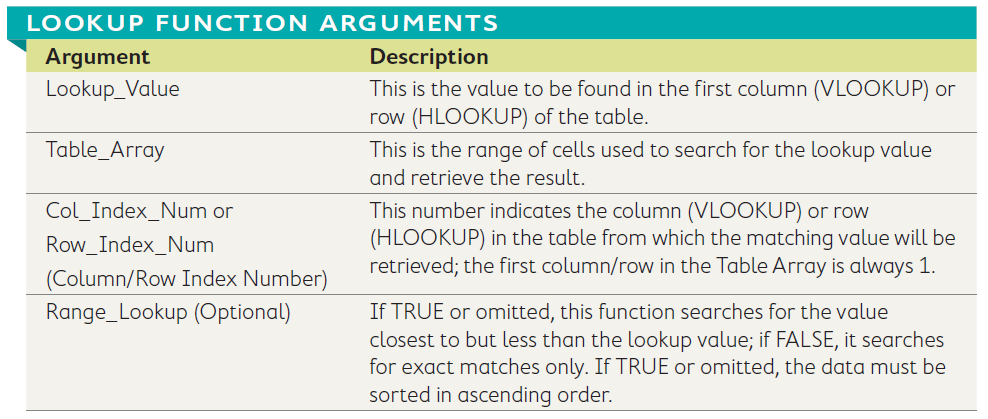 LOOKUP FUNCTION ARGUMENTS
Argument Description
Lookup_Value This is the value to be found in the first column (VLOOKUP) or
row (HLOOKUP) of the table.
Table_Array This is the range of cells used to search for the lookup value
and retrieve the result.
Col_Index_Num or This number indicates the column (VLOOKUP) or row
Row_Index_Num (HLOOKUP) in the table from which the matching value will be
(Column/Row Index Number) retrieved; the first column/row in the Table Array is always 1.
Range_Lookup (Optional) If TRUE or omitted, this function searches for the value
closest to but less than the lookup value; if FALSE, it searches
for exact matches only. If TRUE or omitted, the data must be
sorted in ascending order.